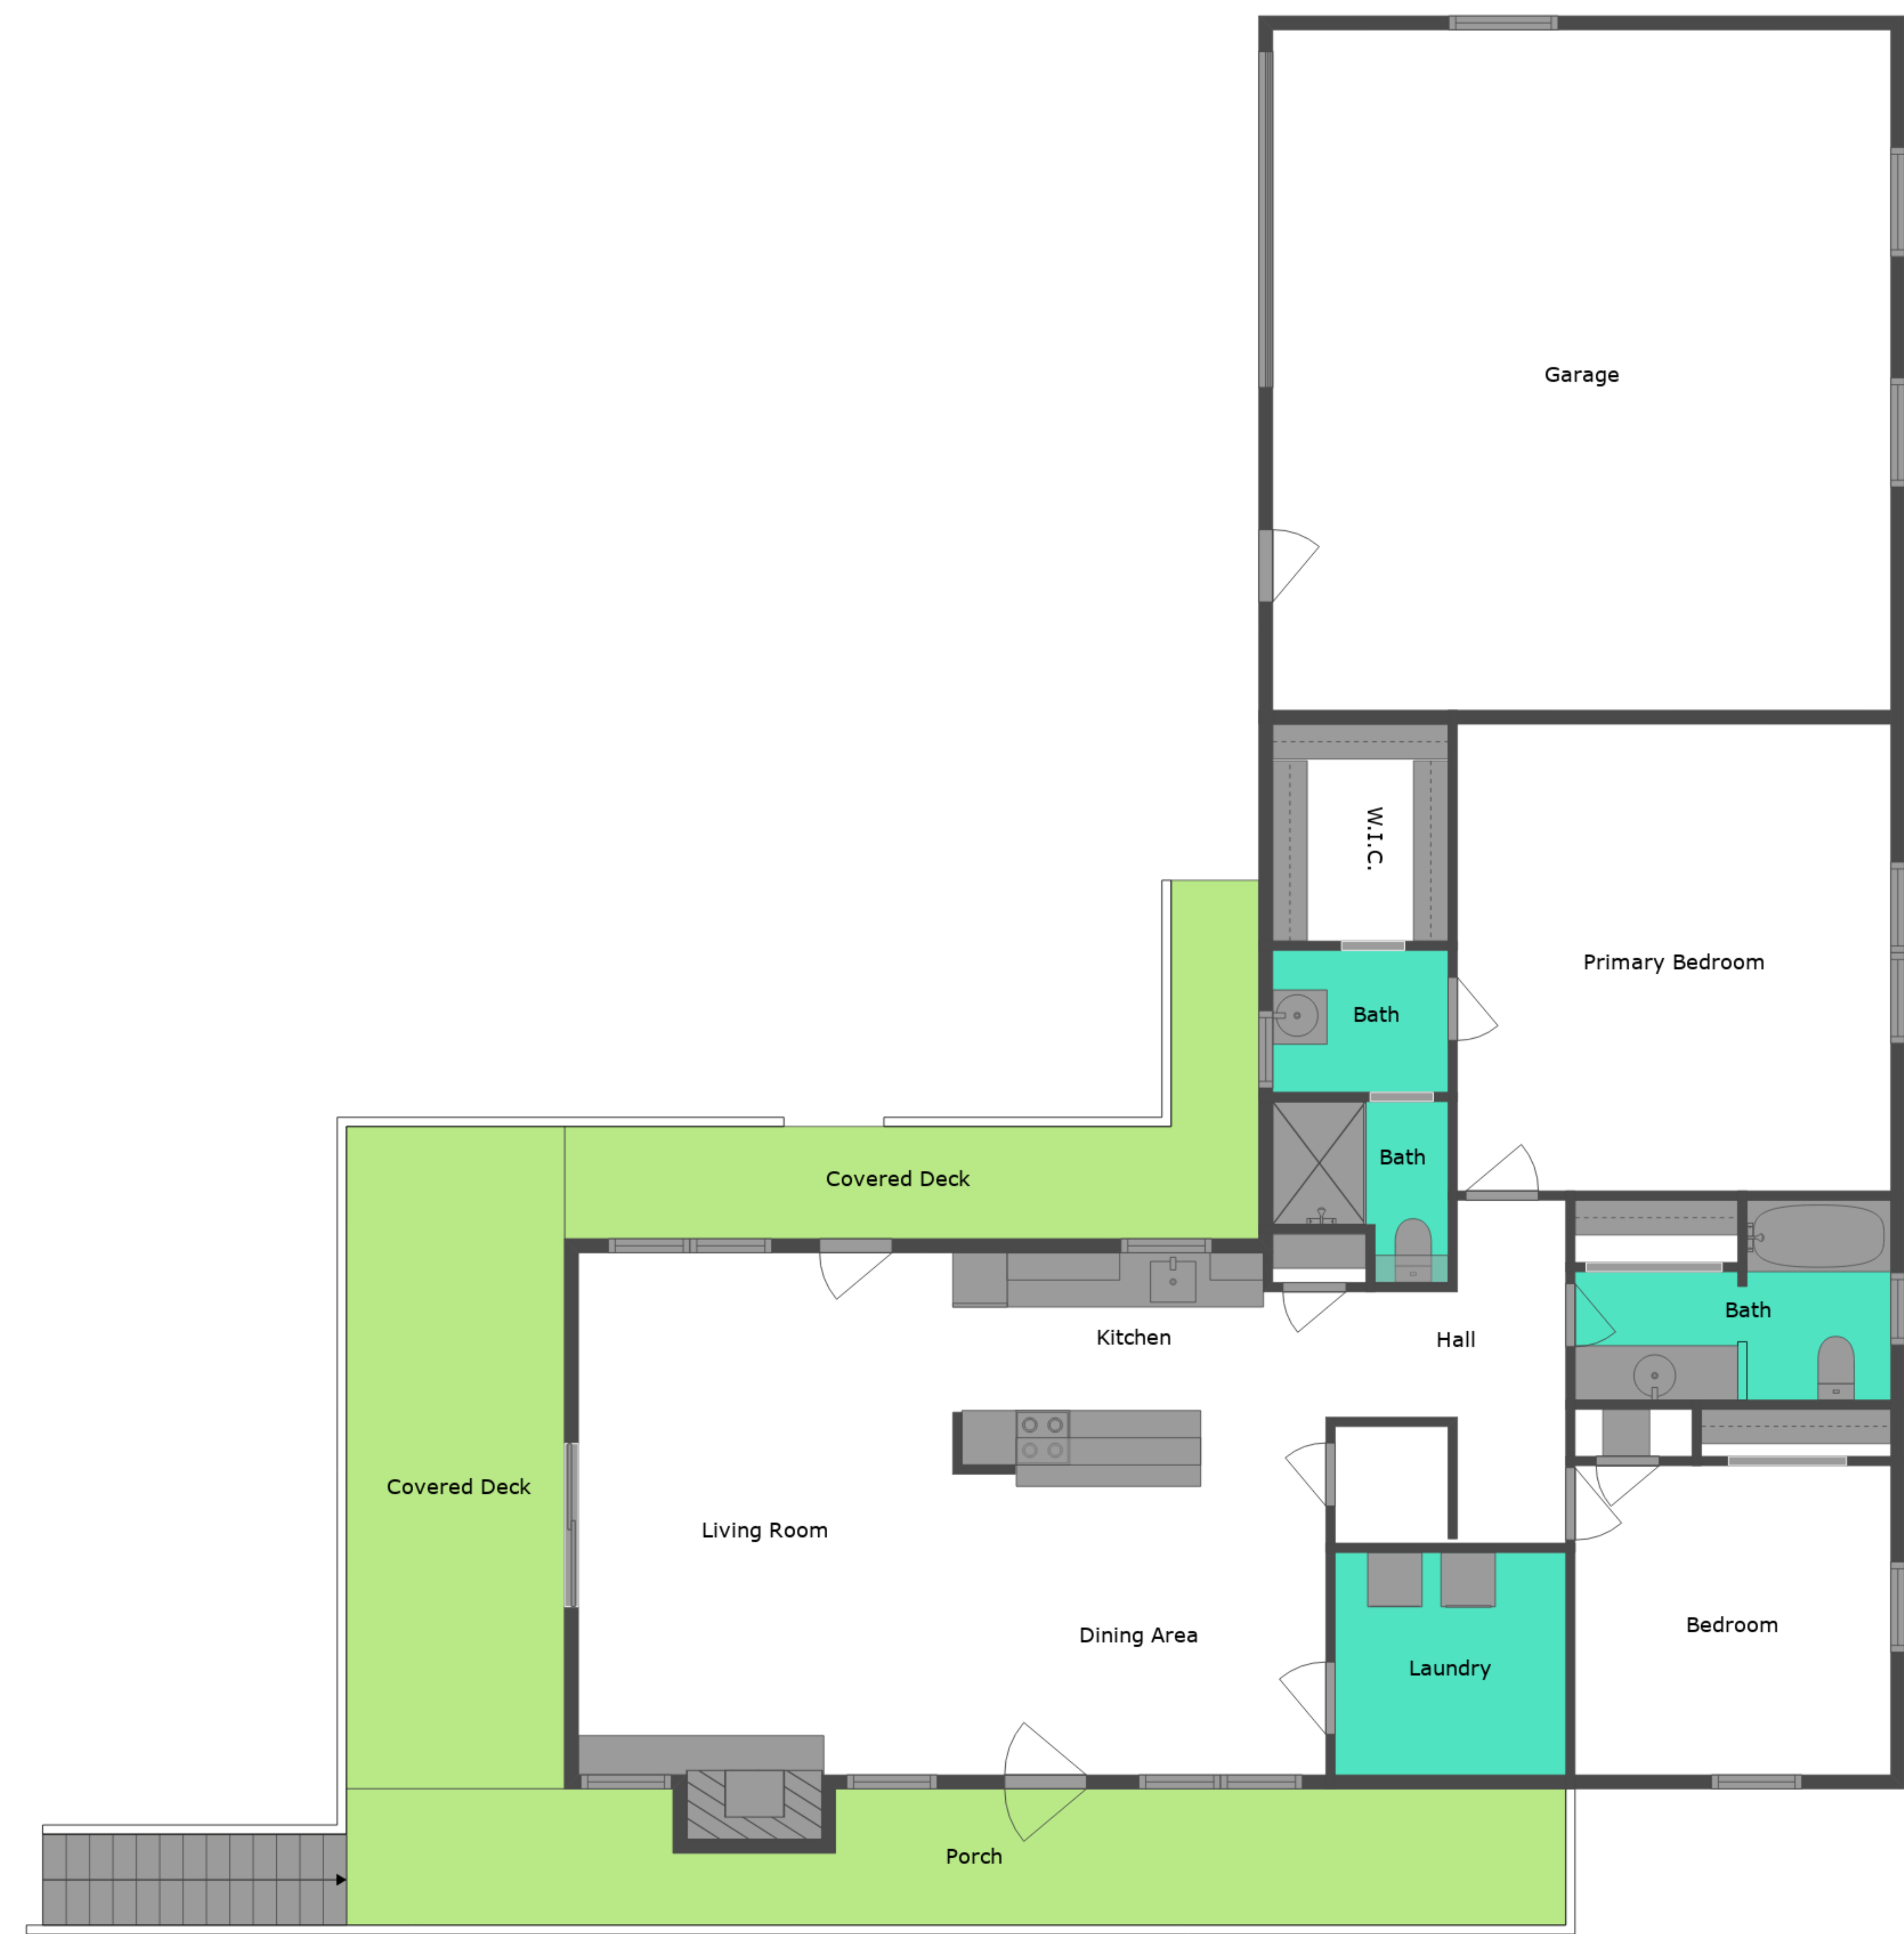 Garage
W.I.C.
Primary Bedroom
Bath
Bath
Covered Deck
Bath
Kitchen
Hall
Covered Deck
Living Room
Dining Area
Bedroom
Laundry
Porch